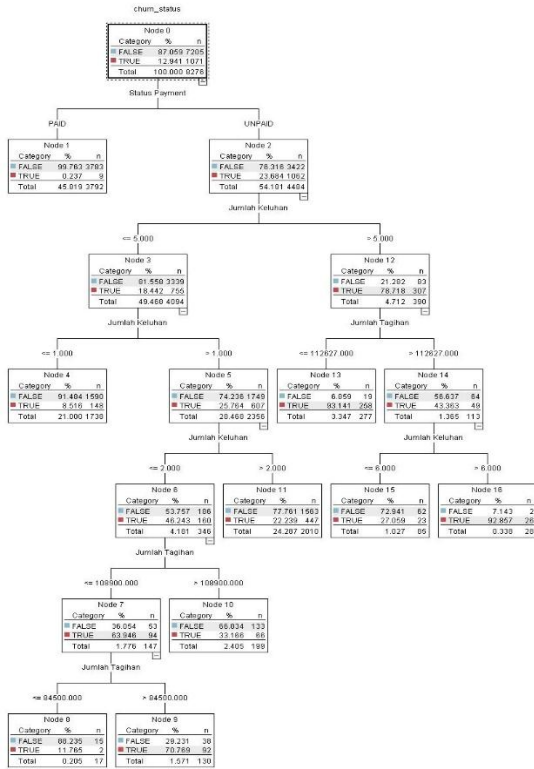 churn_status
Node 0
Category % n
FALSE 87.059 7205
TRUE 12.941 1071
Total 100.000 8276
Status Payment
PAID
UNPAID
Node 1
Category % n
FALSE 99.763 3783
TRUE 0.237 9
Total 45.819 3792
Node 2
Category % n
FALSE 76.316 3422
TRUE 23.684 1062
Total 54.181 4484
Jumlah Keluhan
<= 5.000
> 5.000
Node 3
Category % n
FALSE 81.558 3339
TRUE 18.442 755
Total 49.468 4094
Node 12
Category % n
FALSE 21.282 83
TRUE 78.718 307
Total 4.712 390
Jumlah Keluhan
Jumlah Tagihan
<= 1.000
> 1.000
<= 112627.000
> 112627.000
Node 4
Category % n
FALSE 91.484 1590
TRUE 8.516 148
Total 21.000 1738
Node 5
Category % n
FALSE 74.236 1749
TRUE 25.764 607
Total 28.468 2356
Node 13
Category % n
FALSE 6.859 19
TRUE 93.141 258
Total 3.347 277
Node 14
Category % n
FALSE 56.637 64
TRUE 43.363 49
Total 1.365 113
Jumlah Keluhan
Jumlah Keluhan
<= 2.000
> 2.000
<= 6.000
> 6.000
Node 6
Category % n
FALSE 53.757 186
TRUE 46.243 160
Total 4.181 346
Node 11
Category % n
FALSE 77.761 1563
TRUE 22.239 447
Total 24.287 2010
Node 15
Category % n
FALSE 72.941 62
TRUE 27.059 23
Total 1.027 85
Node 16
Category % n
FALSE 7.143 2
TRUE 92.857 26
Total 0.338 28
Jumlah Tagihan
<= 108900.000
> 108900.000
Node 7
Category % n
FALSE 36.054 53
TRUE 63.946 94
Total 1.776 147
Node 10
Category % n
FALSE 66.834 133
TRUE 33.166 66
Total 2.405 199
Jumlah Tagihan
<= 84500.000
> 84500.000
Node 8
Category % n
FALSE 88.235 15
TRUE 11.765 2
Total 0.205 17
Node 9
Category % n
FALSE 29.231 38
TRUE 70.769 92
Total 1.571 130